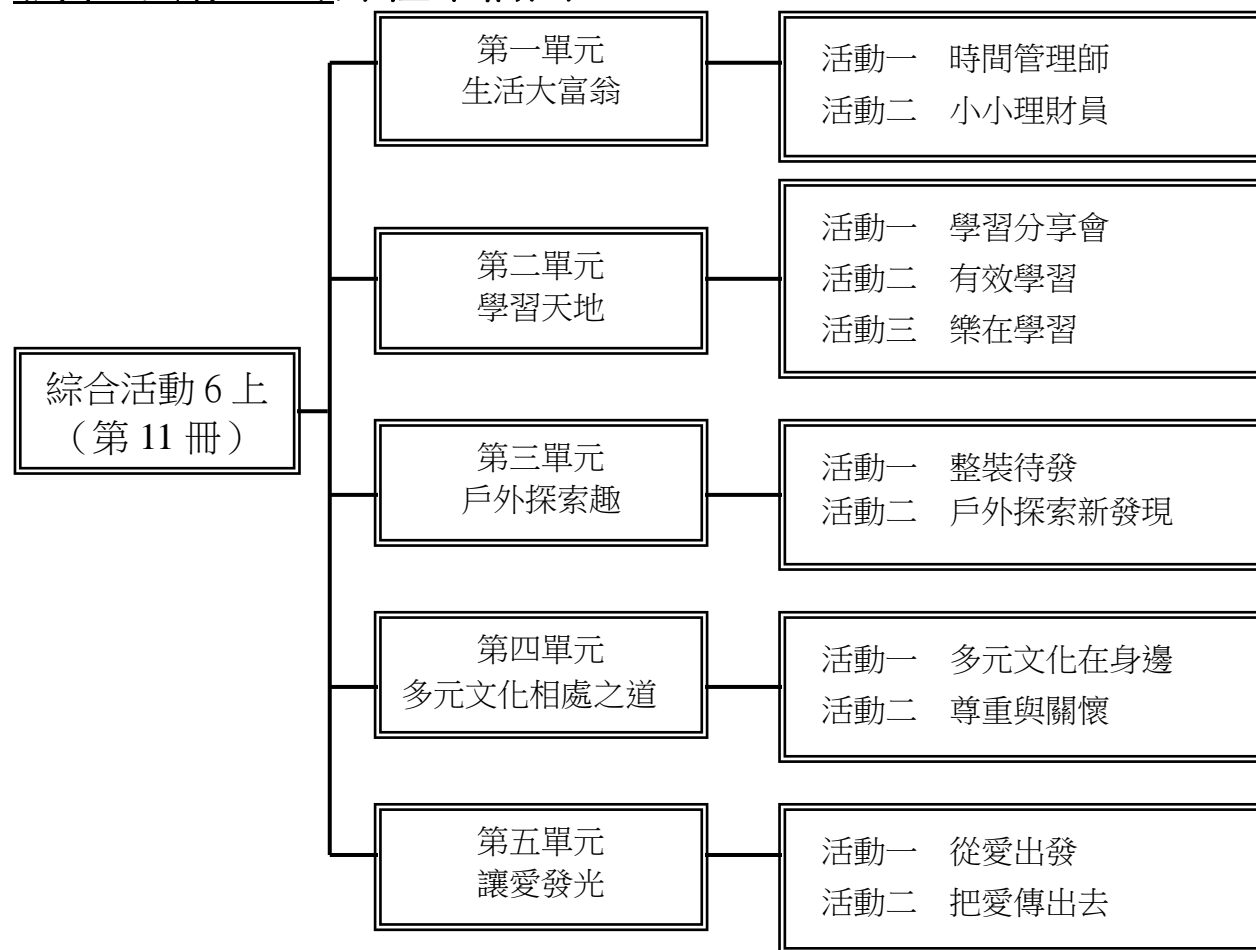 綜合活動 6 上
（第 11 冊）
第一單元
生活大富翁
活動一　時間管理師
活動二　小小理財員
第二單元
學習天地
活動一　學習分享會
活動二　有效學習
活動三　樂在學習
第三單元
戶外探索趣
活動一　整裝待發
活動二　戶外探索新發現
第四單元
多元文化相處之道
活動一　多元文化在身邊
活動二　尊重與關懷
第五單元
讓愛發光
活動一　從愛出發
活動二　把愛傳出去